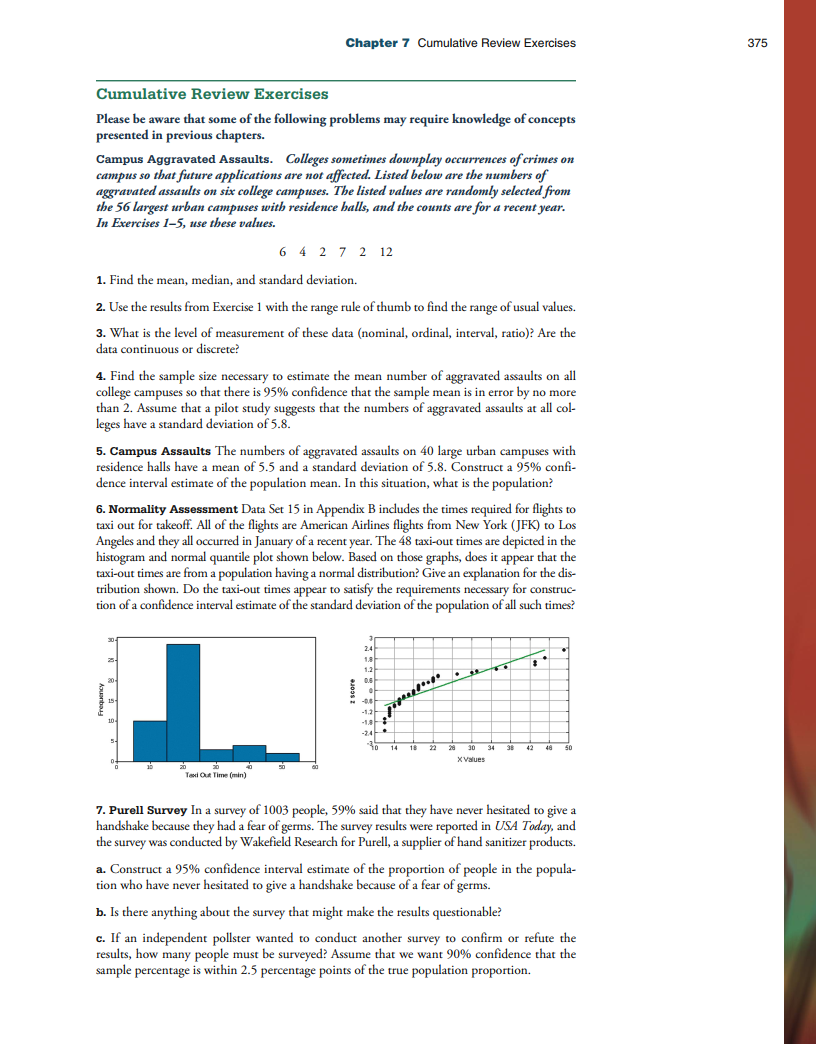 Chapter 7 Cumulative Review Exercises 375
Cumulative Review Exercises
Please be aware that some of the following problems may require knowledge of concepts
presented in previous chapters.
Campus Aggravated Assaults. Colleges sometimes downplay occurrences of crimes on
campus so that future applications are not affected. Listed below are the numbers of
aggravated assaults on six college campuses. The listed values are randomly selected from
the 56 largest urban campuses with residence halls, and the counts are for a recent year.
In Exercises 1–5, use these values.
6 4 2 7 2 12
1. Find the mean, median, and standard deviation.
2. Use the results from Exercise 1 with the range rule of thumb to find the range of usual values.
3. What is the level of measurement of these data (nominal, ordinal, interval, ratio)? Are the
data continuous or discrete?
4. Find the sample size necessary to estimate the mean number of aggravated assaults on all
college campuses so that there is 95% confidence that the sample mean is in error by no more
than 2. Assume that a pilot study suggests that the numbers of aggravated assaults at all col-
leges have a standard deviation of 5.8.
5. Campus Assaults The numbers of aggravated assaults on 40 large urban campuses with
residence halls have a mean of 5.5 and a standard deviation of 5.8. Construct a 95% confi-
dence interval estimate of the population mean. In this situation, what is the population?
6. Normality Assessment Data Set 15 in Appendix B includes the times required for flights to
taxi out for takeoff. All of the flights are American Airlines flights from New York (JFK) to Los
Angeles and they all occurred in January of a recent year. The 48 taxi-out times are depicted in the
histogram and normal quantile plot shown below. Based on those graphs, does it appear that the
taxi-out times are from a population having a normal distribution? Give an explanation for the dis-
tribution shown. Do the taxi-out times appear to satisfy the requirements necessary for construc-
tion of a confidence interval estimate of the standard deviation of the population of all such times?
30
25
20
15
10
5
0
Frequency
0 10 20 30 40 50 60
Taxi Out Time (min)
3
2.4
1.8
1.2
0.6
0
-0.6
-1.2
-1.8
-2.4
-3
z score
10 14 18 22 26 30 34 38 42 46 50
X Values
7. Purell Survey In a survey of 1003 people, 59% said that they have never hesitated to give a
handshake because they had a fear of germs. The survey results were reported in USA Today, and
the survey was conducted by Wakefield Research for Purell, a supplier of hand sanitizer products.
a. Construct a 95% confidence interval estimate of the proportion of people in the popula-
tion who have never hesitated to give a handshake because of a fear of germs.
b. Is there anything about the survey that might make the results questionable?
c. If an independent pollster wanted to conduct another survey to confirm or refute the
results, how many people must be surveyed? Assume that we want 90% confidence that the
sample percentage is within 2.5 percentage points of the true population proportion.